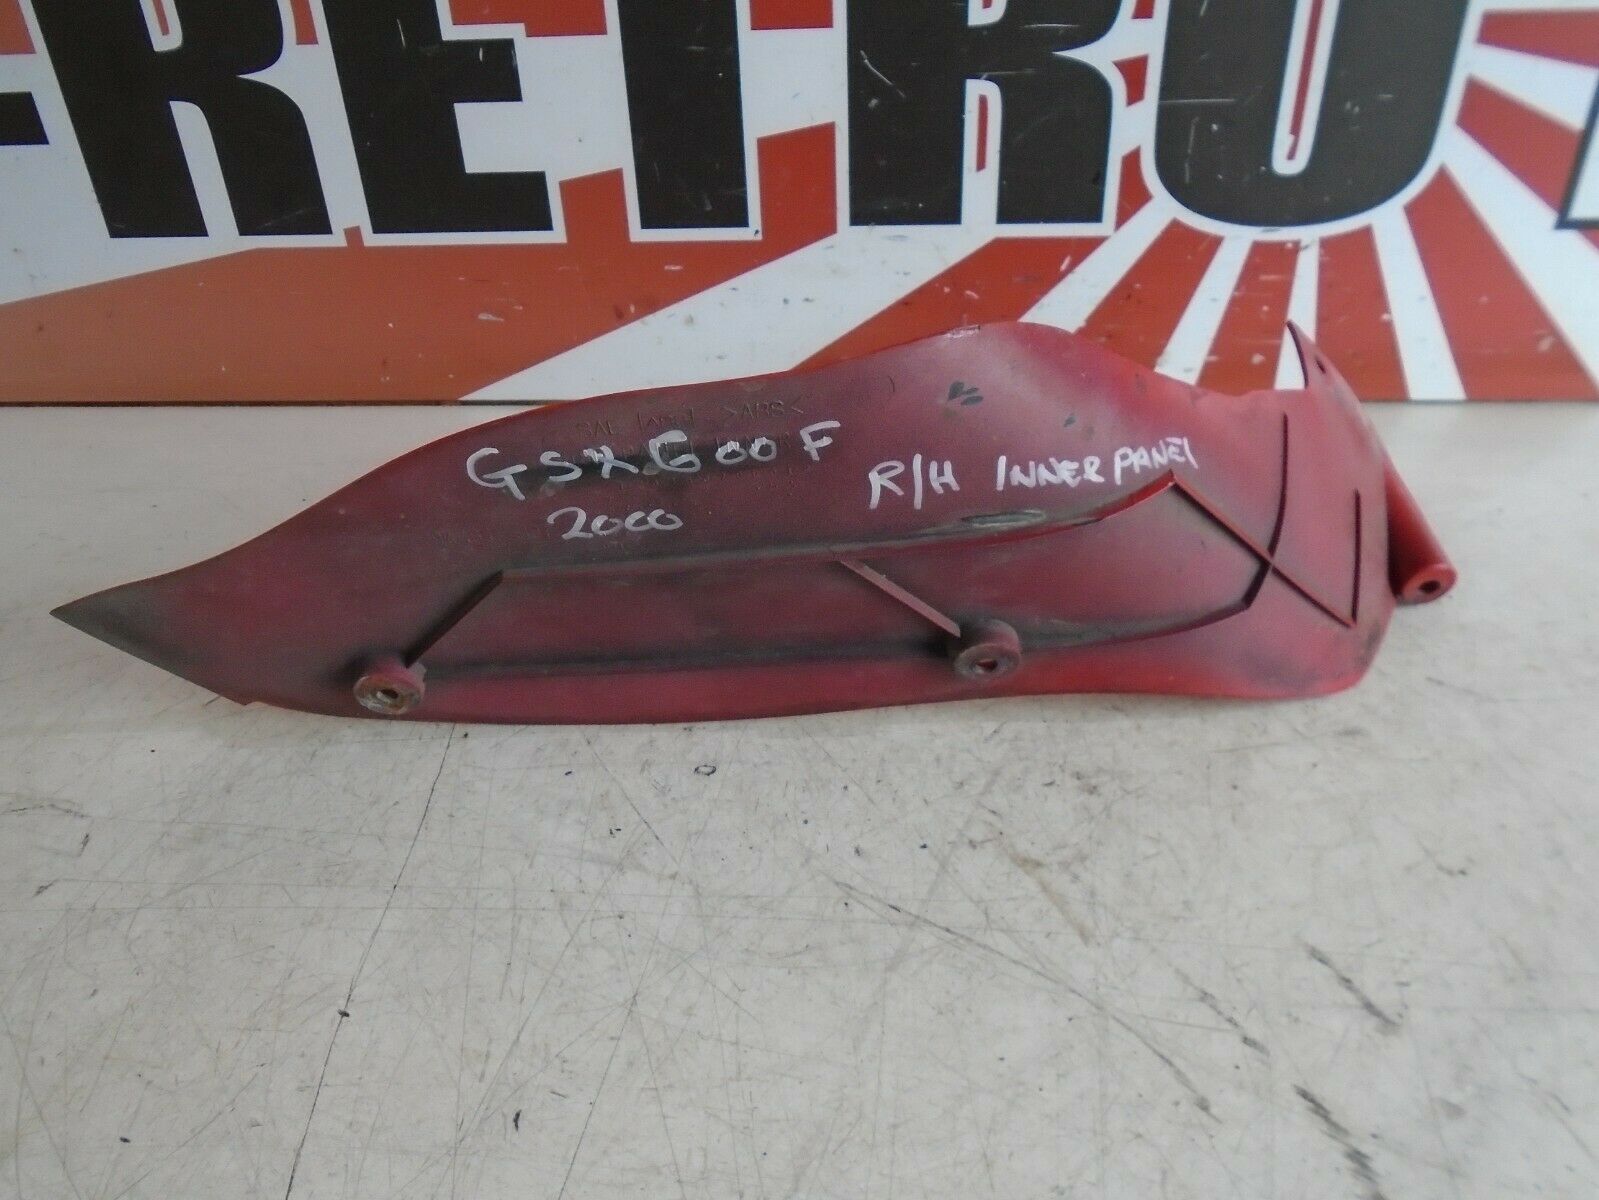 RETRO
>ABS<
GSX600F
R/H INNER PANEL
2000